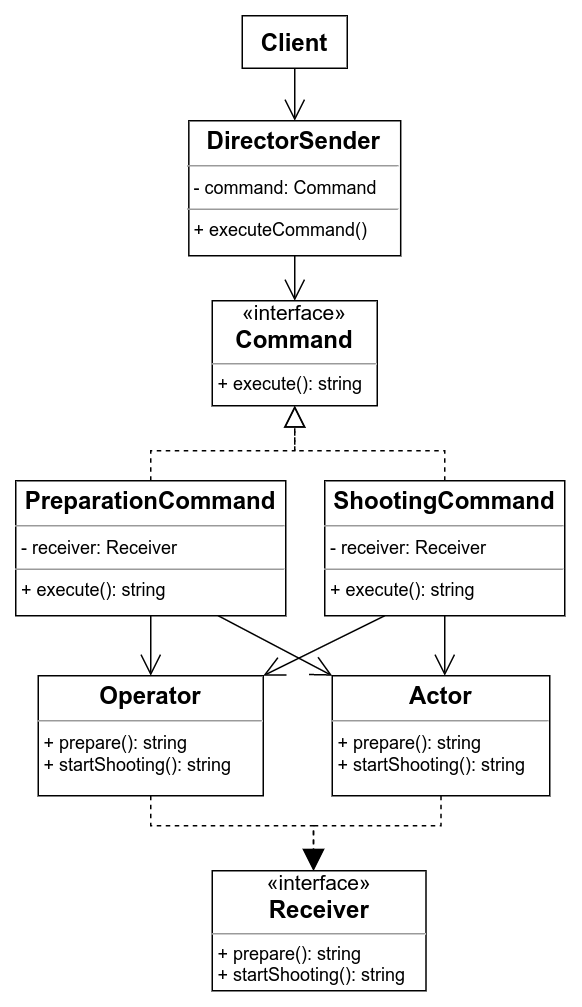 Client
DirectorSender
- command: Command
+ executeCommand()
«interface»
Command
+ execute(): string
PreparationCommand
- receiver: Receiver
+ execute(): string
ShootingCommand
- receiver: Receiver
+ execute(): string
Operator
+ prepare(): string
+ startShooting(): string
Actor
+ prepare(): string
+ startShooting(): string
«interface»
Receiver
+ prepare(): string
+ startShooting(): string